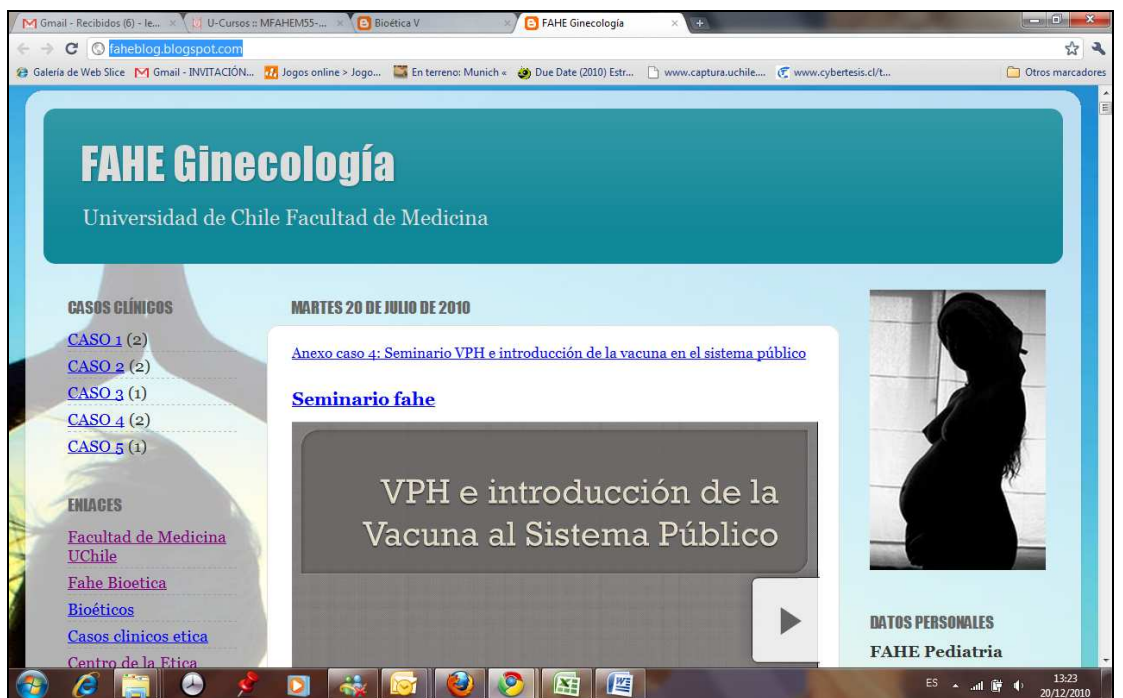 Gmail - Recibidos (6) - le...
U-Cursos :: MFAHEM55-...
Bioética V
FAHE Ginecología
faheblog.blogspot.com
Galería de Web Slice
Gmail - INVITACIÓN...
Jogos online > Jogo...
En terreno: Munich «
Due Date (2010) Estr...
www.captura.uchile....
www.cybertesis.cl/t...
Otros marcadores
FAHE Ginecología
Universidad de Chile Facultad de Medicina
CASOS CLÍNICOS
CASO 1 (2)
CASO 2 (2)
CASO 3 (1)
CASO 4 (2)
CASO 5 (1)
ENLACES
Facultad de Medicina
UChile
Fahe Bioetica
Bioéticos
Casos clinicos etica
Centro de la Etica
MARTES 20 DE JULIO DE 2010
Anexo caso 4: Seminario VPH e introducción de la vacuna en el sistema público
Seminario fahe
VPH e introducción de la
Vacuna al Sistema Público
DATOS PERSONALES
FAHE Pediatria
ES
13:23
20/12/2010